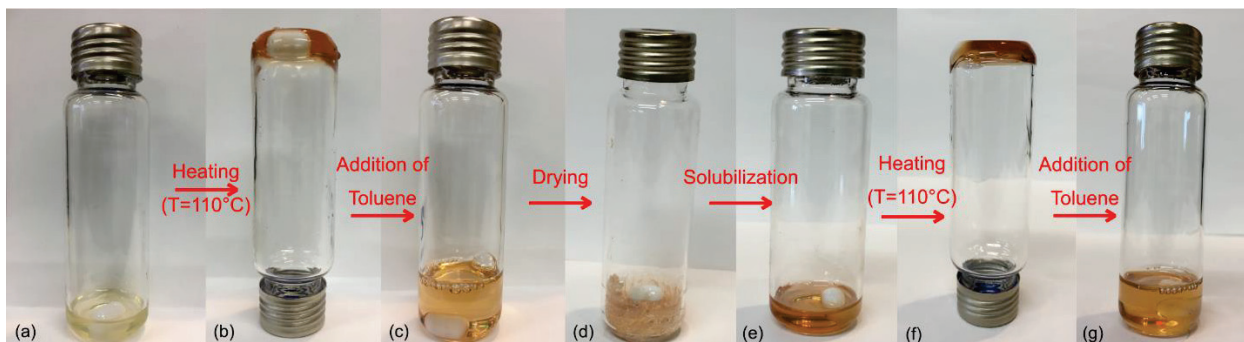 Heating
(T=110°C)
Addition of
Toluene
Drying
Solubilization
Heating
(T=110°C)
Addition of
Toluene
(a)
(b)
(c)
(d)
(e)
(f)
(g)